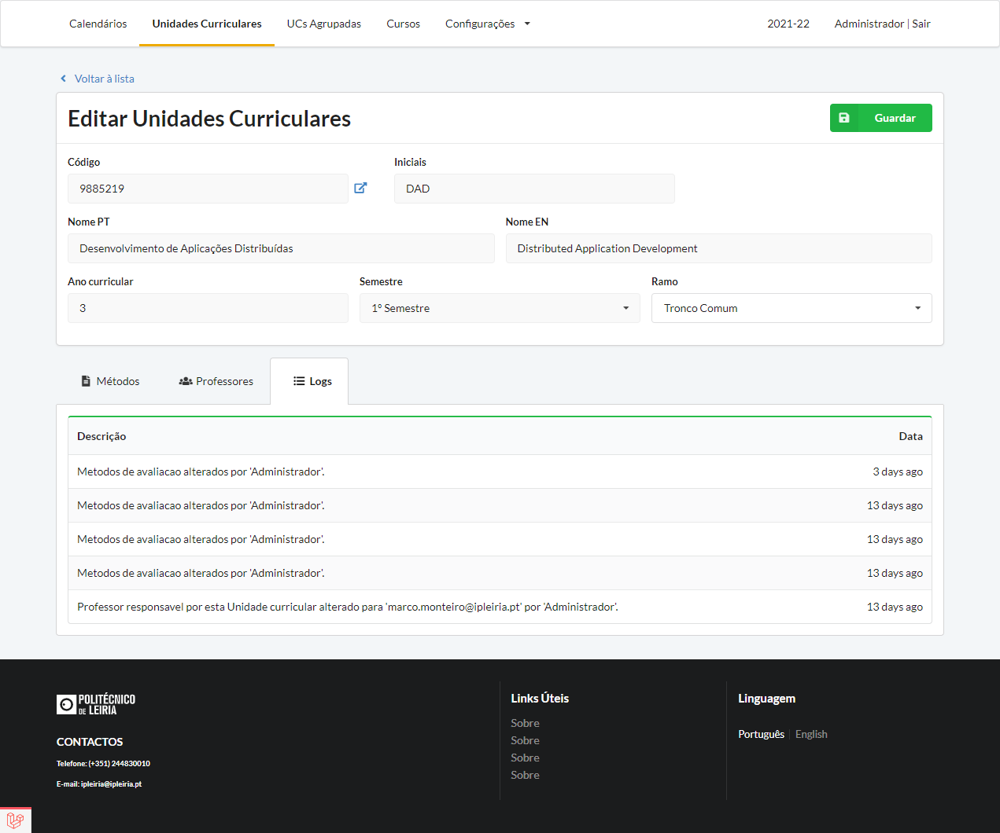 Calendários Unidades Curriculares UCs Agrupadas Cursos Configurações 2021-22 Administrador | Sair
Voltar à lista
Editar Unidades Curriculares Guardar
Código Iniciais
9885219 DAD
Nome PT Nome EN
Desenvolvimento de Aplicações Distribuídas Distributed Application Development
Ano curricular Semestre Ramo
3 1º Semestre Tronco Comum
Métodos Professores Logs
Descrição Data
Metodos de avaliacao alterados por 'Administrador'. 3 days ago
Metodos de avaliacao alterados por 'Administrador'. 13 days ago
Metodos de avaliacao alterados por 'Administrador'. 13 days ago
Metodos de avaliacao alterados por 'Administrador'. 13 days ago
Professor responsavel por esta Unidade curricular alterado para 'marco.monteiro@ipleiria.pt' por 'Administrador'. 13 days ago
POLITÉCNICO
DE LEIRIA
CONTACTOS
Telefone: (+351) 244830010
E-mail: ipleiria@ipleiria.pt
Links Úteis
Sobre
Sobre
Sobre
Sobre
Linguagem
Português | English